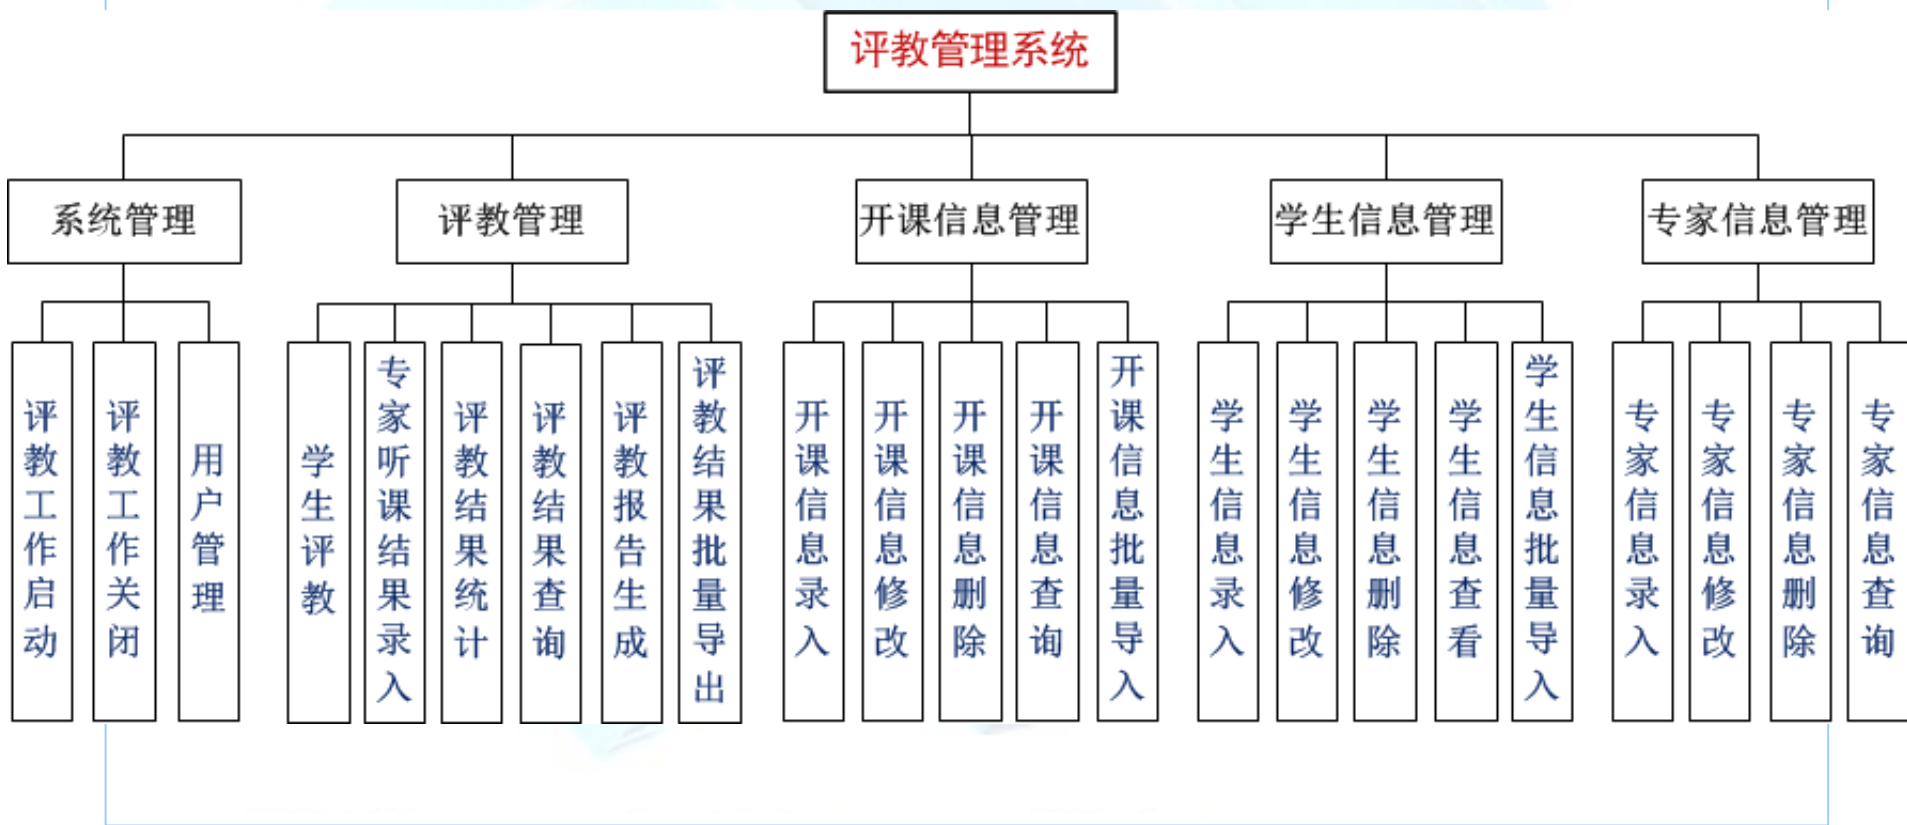 评教管理系统
系统管理
评教管理
开课信息管理
学生信息管理
专家信息管理
评教工作启动
评教工作关闭
用户管理
学生评教
专家听课结果录入
评教结果统计
评教结果查询
评教报告生成
评教结果批量导出
开课信息录入
开课信息修改
开课信息删除
开课信息查询
开课信息批量导入
学生信息录入
学生信息修改
学生信息删除
学生信息查看
学生信息批量导入
专家信息录入
专家信息修改
专家信息删除
专家信息查询